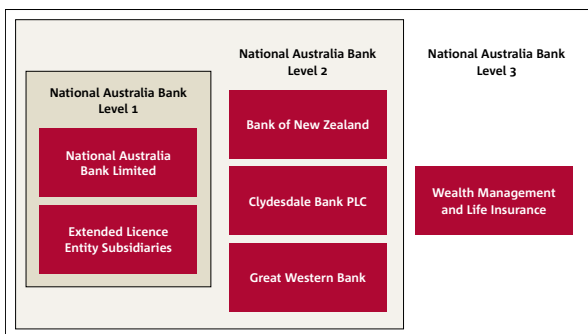 National Australia Bank
Level 1
National Australia
Bank Limited
Extended Licence
Entity Subsidiaries
National Australia Bank
Level 2
Bank of New Zealand
Clydesdale Bank PLC
Great Western Bank
National Australia Bank
Level 3
Wealth Management
and Life Insurance